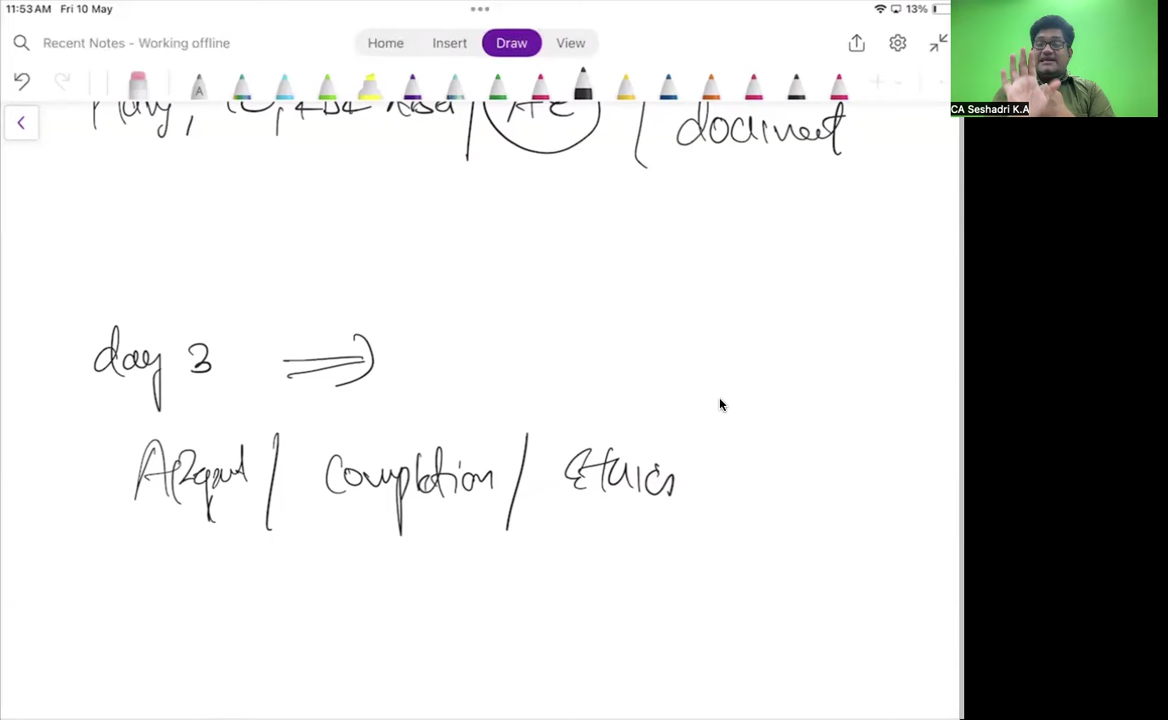 11:53 AM Fri 10 May 13%
Recent Notes - Working offline Home Insert Draw View
A
CA Seshadri K.A
AE / document
day 3 ⇒
/ Completion / Ethics